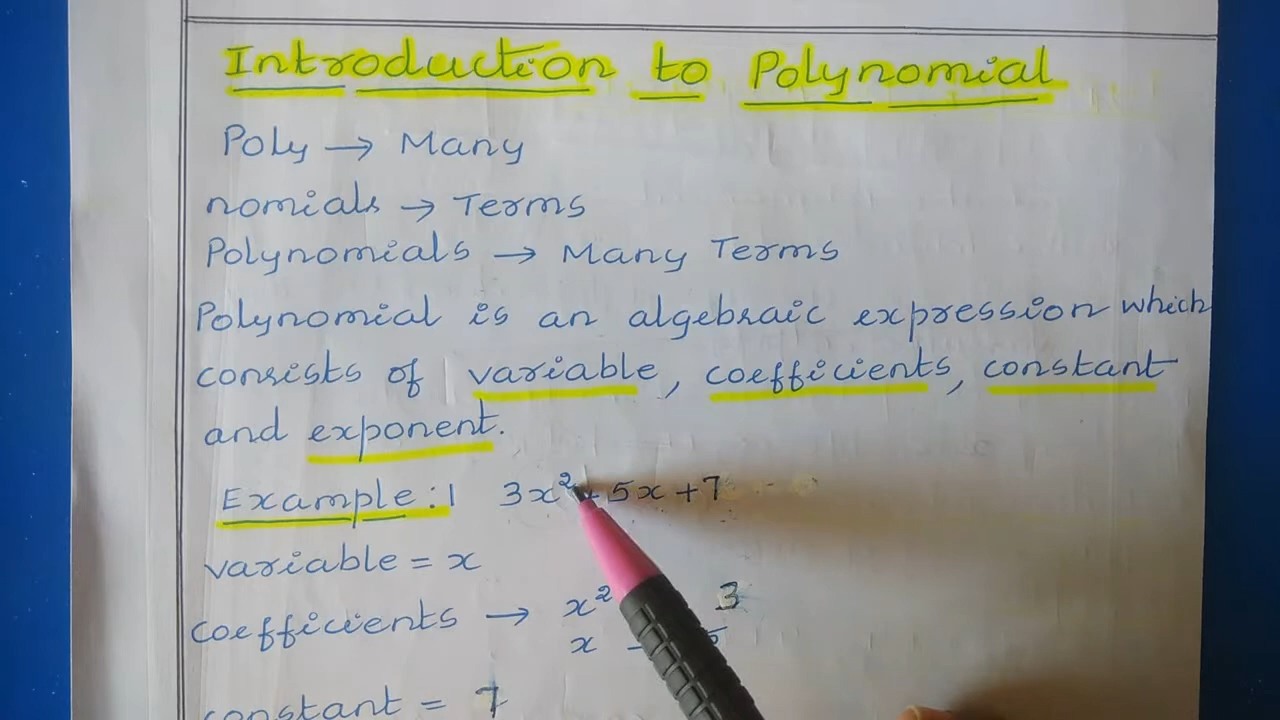 Introduction to Polynomial
Poly → Many
nomials → Terms
Polynomials → Many Terms
Polynomial is an algebraic expression which
consists of variable, coefficients, constant
and exponent.
Example:1 3x²+5x+7
variable = x
coefficients → x² 3
x
constant = 7